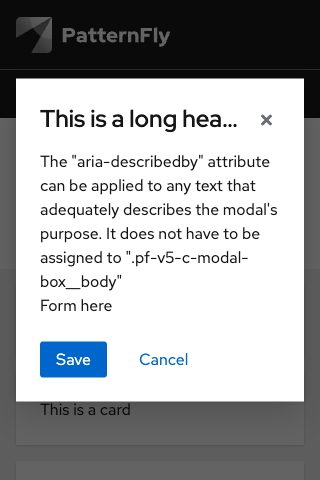 PatternFly
This is a long hea...
The "aria-describedby" attribute
can be applied to any text that
adequately describes the modal's
purpose. It does not have to be
assigned to ".pf-v5-c-modal-
box__body"
Form here
Save
Cancel
This is a card